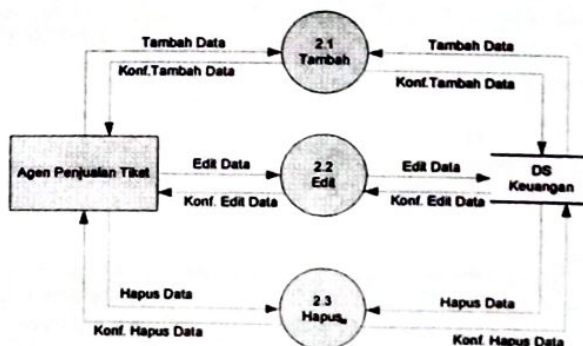 Tambah Data
2.1
Tambah
Tambah Data
Konf.Tambah Data
Konf.Tambah Data
Agen Penjualan Tiket
Edit Data
2.2
Edit
Edit Data
DS
Keuangan
Konf. Edit Data
Konf. Edit Data
Hapus Data
2.3
Hapus
Hapus Data
Konf. Hapus Data
Konf. Hapus Data